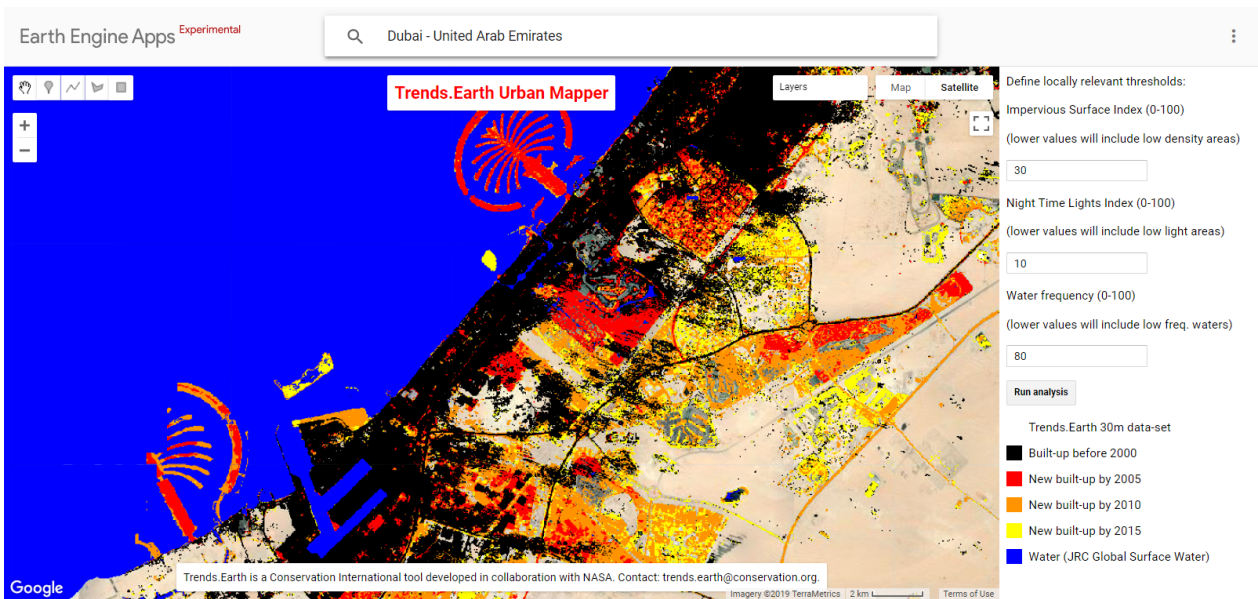 Earth Engine Apps Experimental
Dubai - United Arab Emirates
Trends.Earth Urban Mapper
Layers
Map
Satellite
+
−
Define locally relevant thresholds:
Impervious Surface Index (0-100)
(lower values will include low density areas)
30
Night Time Lights Index (0-100)
(lower values will include low light areas)
10
Water frequency (0-100)
(lower values will include low freq. waters)
80
Run analysis
Trends.Earth 30m data-set
Built-up before 2000
New built-up by 2005
New built-up by 2010
New built-up by 2015
Water (JRC Global Surface Water)
Trends.Earth is a Conservation International tool developed in collaboration with NASA. Contact: trends.earth@conservation.org.
Google
Imagery ©2019 TerraMetrics
2 km
Terms of Use